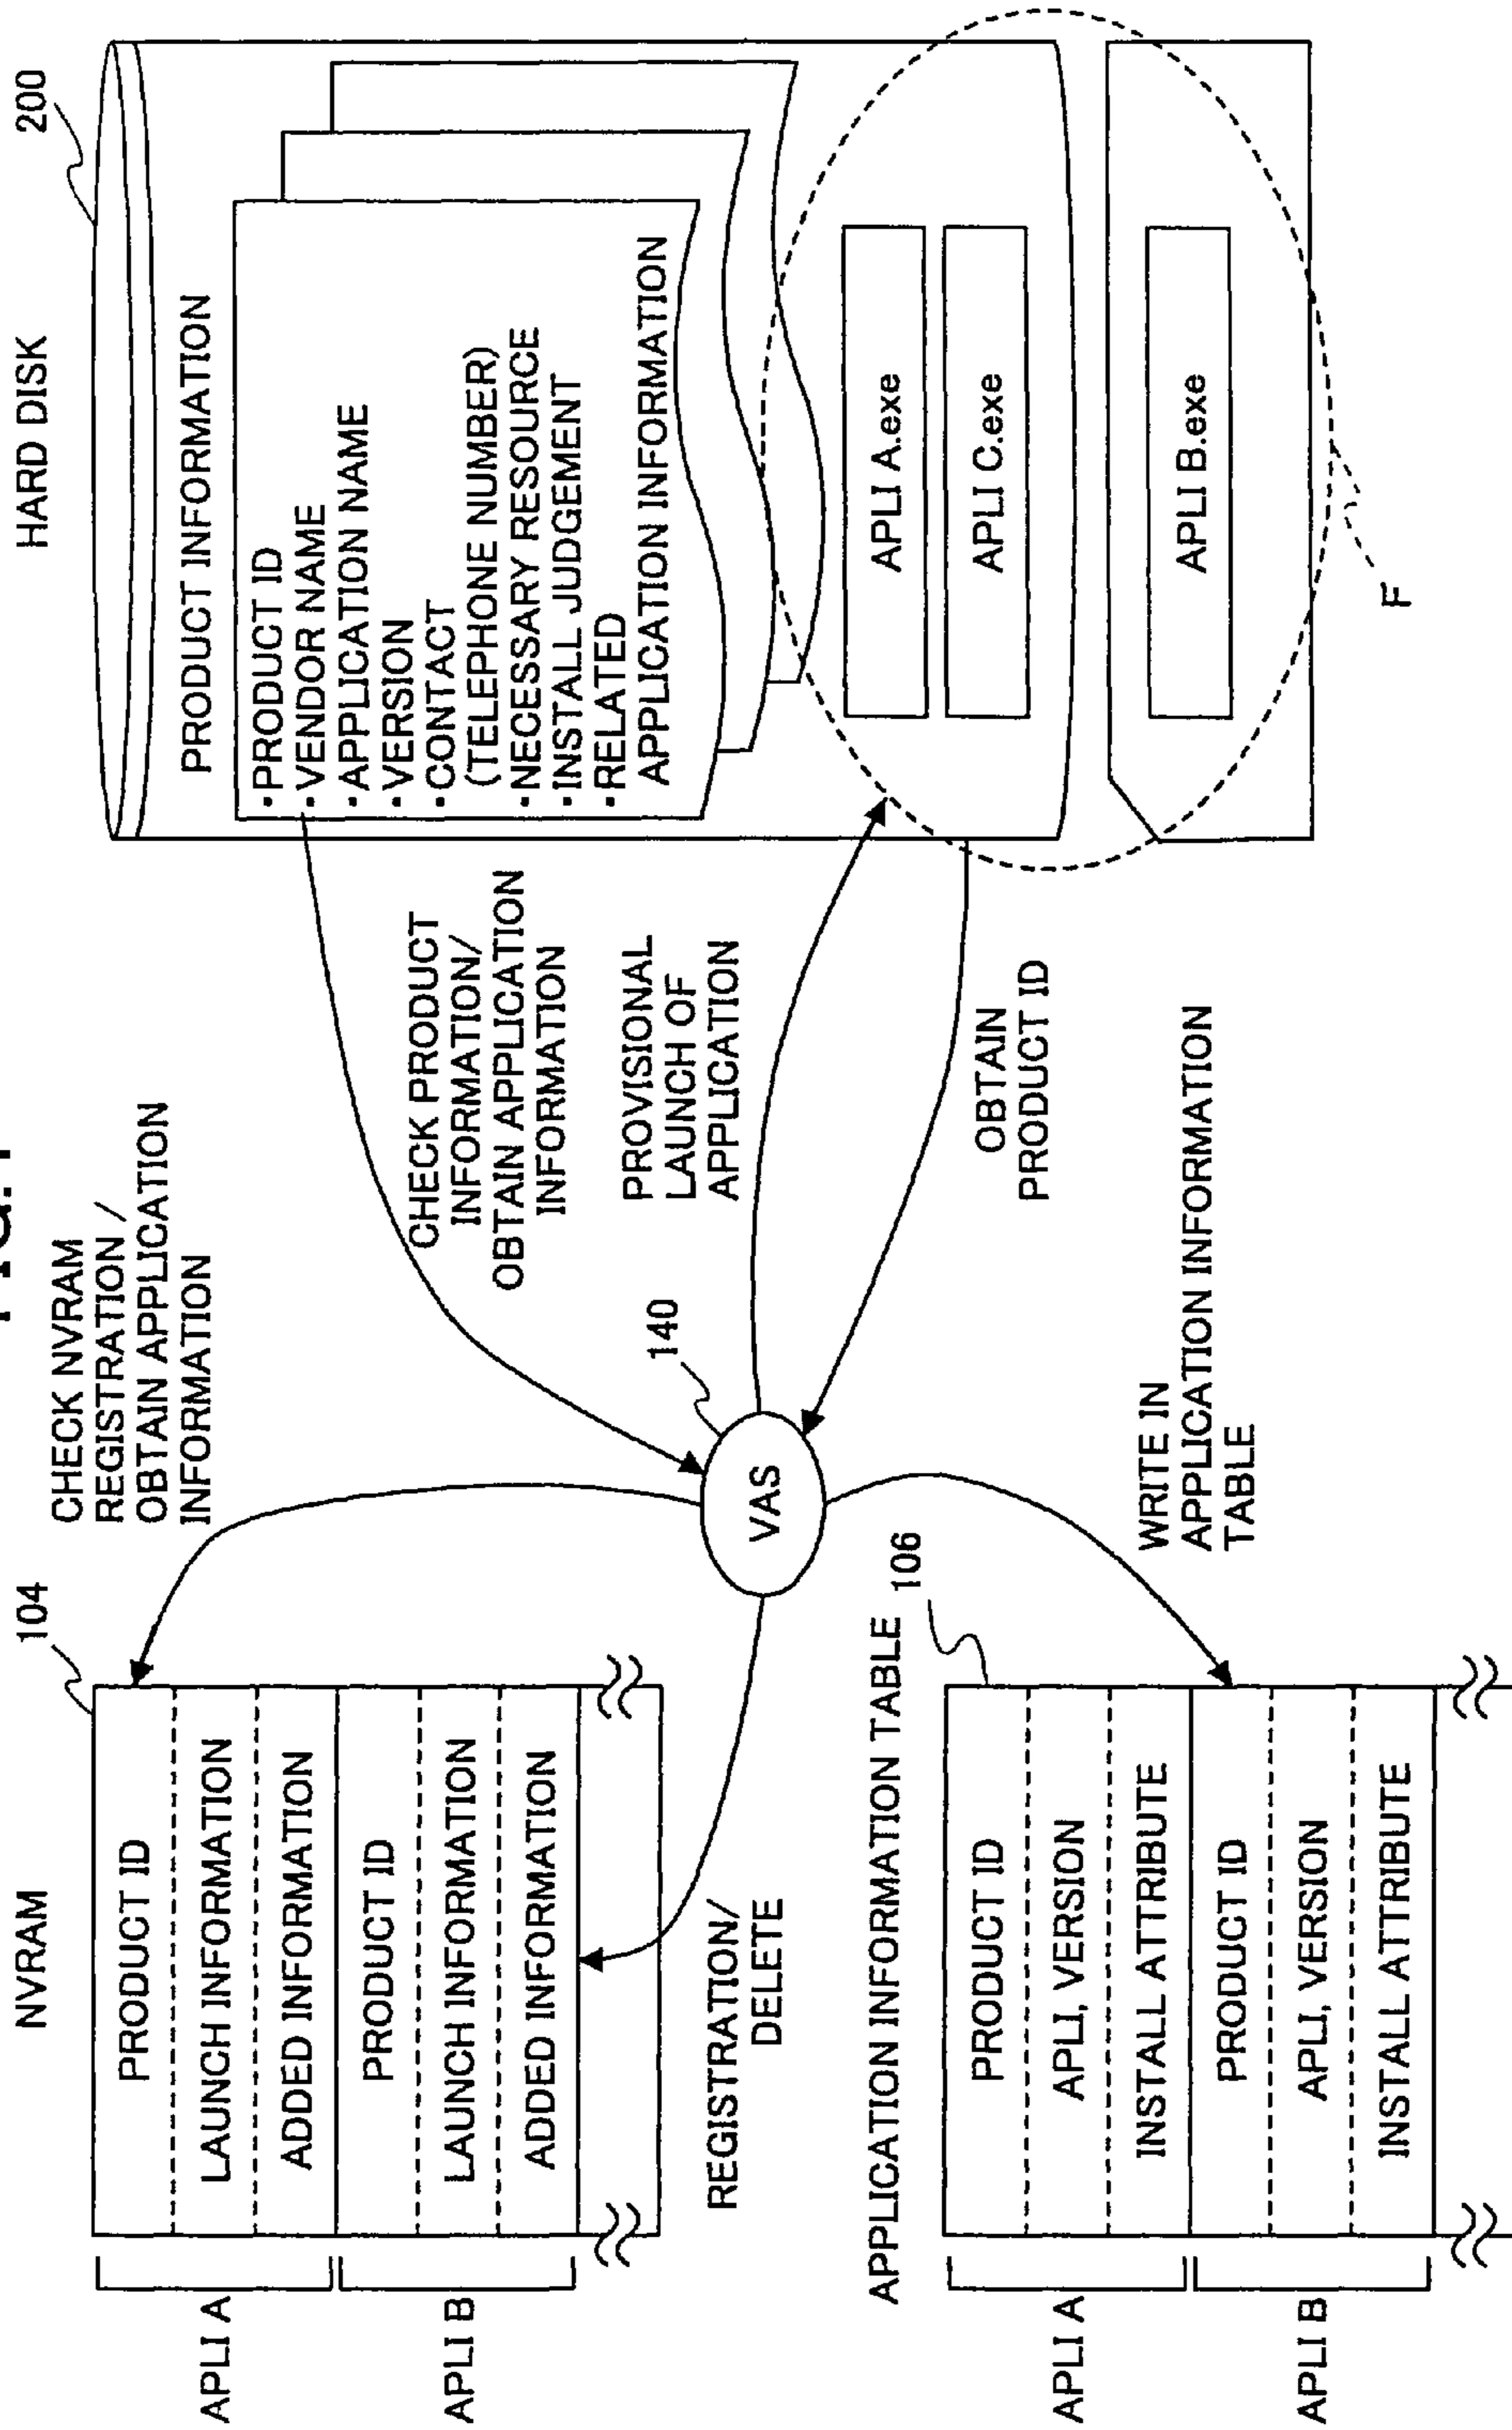 NVRAM
104
PRODUCT ID
LAUNCH INFORMATION
ADDED INFORMATION
PRODUCT ID
LAUNCH INFORMATION
ADDED INFORMATION
APLI A
APLI B
REGISTRATION/
DELETE
CHECK NVRAM
REGISTRATION /
OBTAIN APPLICATION
INFORMATION
HARD DISK
200
PRODUCT INFORMATION
・PRODUCT ID
・VENDOR NAME
・APPLICATION NAME
・VERSION
・CONTACT
(TELEPHONE NUMBER)
・NECESSARY RESOURCE
・INSTALL JUDGEMENT
・RELATED
APPLICATION INFORMATION
CHECK PRODUCT
INFORMATION/
OBTAIN APPLICATION
INFORMATION
PROVISIONAL
LAUNCH OF
APPLICATION
140
VAS
OBTAIN
PRODUCT ID
APLI A.exe
APLI C.exe
APLI B.exe
F
APPLICATION INFORMATION TABLE
106
PRODUCT ID
APLI, VERSION
INSTALL ATTRIBUTE
PRODUCT ID
APLI, VERSION
INSTALL ATTRIBUTE
APLI A
APLI B
WRITE IN
APPLICATION INFORMATION
TABLE